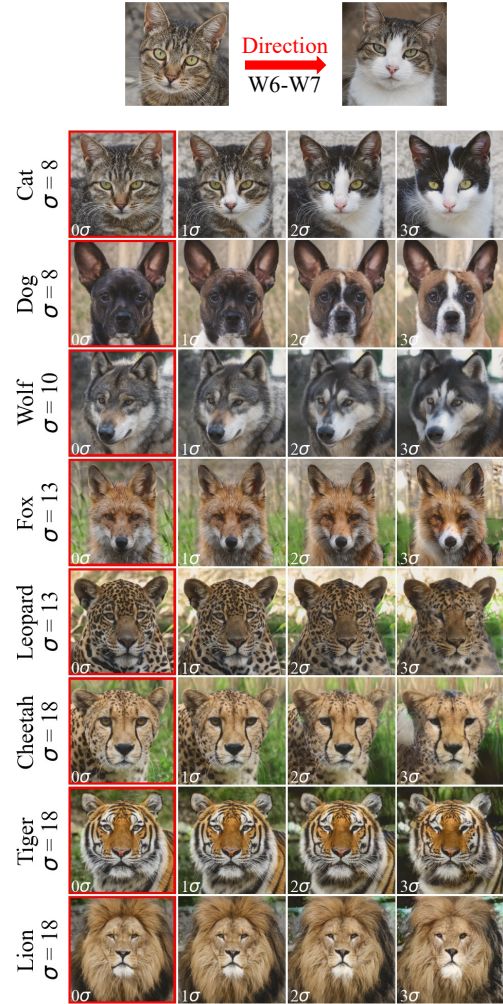 Direction
W6-W7
Cat
σ = 8
0σ 1σ 2σ 3σ
Dog
σ = 8
0σ 1σ 2σ 3σ
Wolf
σ = 10
0σ 1σ 2σ 3σ
Fox
σ = 13
0σ 1σ 2σ 3σ
Leopard
σ = 13
0σ 1σ 2σ 3σ
Cheetah
σ = 18
0σ 1σ 2σ 3σ
Tiger
σ = 18
0σ 1σ 2σ 3σ
Lion
σ = 18
0σ 1σ 2σ 3σ